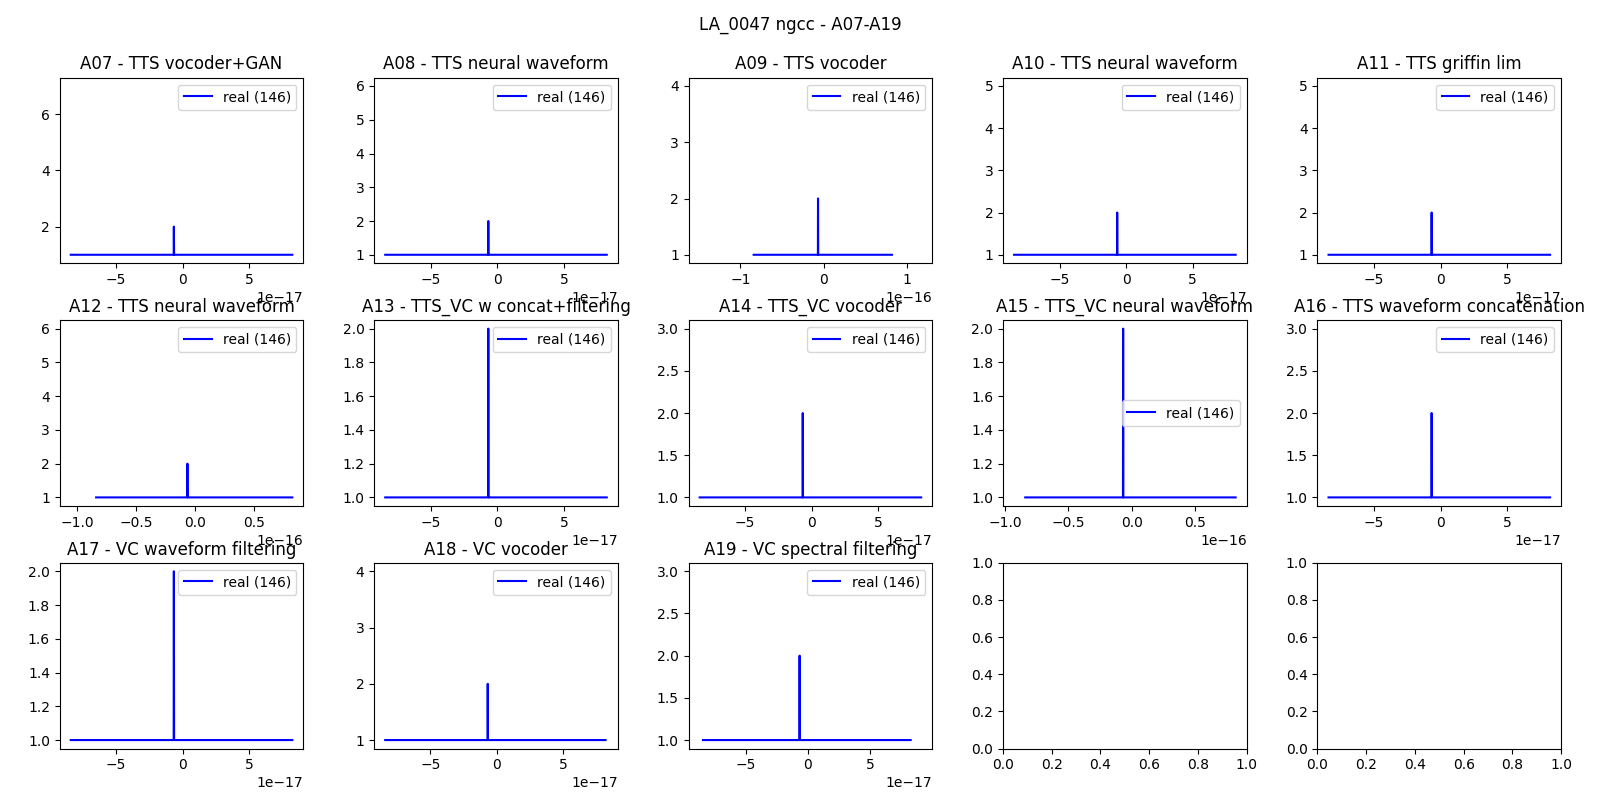 LA_0047 ngcc - A07-A19
A07 - TTS vocoder+GAN
real (146)
6
4
2
−5 0 5
1e−17
A08 - TTS neural waveform
real (146)
6
5
4
3
2
1
−5 0 5
1e−17
A09 - TTS vocoder
real (146)
4
3
2
1
−1 0 1
1e−16
A10 - TTS neural waveform
real (146)
5
4
3
2
1
−5 0 5
1e−17
A11 - TTS griffin lim
real (146)
5
4
3
2
1
−5 0 5
1e−17
A12 - TTS neural waveform
real (146)
6
5
4
3
2
1
−1.0 −0.5 0.0 0.5
1e−16
A13 - TTS_VC w concat+filtering
real (146)
2.0
1.8
1.6
1.4
1.2
1.0
−5 0 5
1e−17
A14 - TTS_VC vocoder
real (146)
3.0
2.5
2.0
1.5
1.0
−5 0 5
1e−17
A15 - TTS_VC neural waveform
real (146)
2.0
1.8
1.6
1.4
1.2
1.0
−1.0 −0.5 0.0 0.5
1e−16
A16 - TTS waveform concatenation
real (146)
3.0
2.5
2.0
1.5
1.0
−5 0 5
1e−17
A17 - VC waveform filtering
real (146)
2.0
1.8
1.6
1.4
1.2
1.0
−5 0 5
1e−17
A18 - VC vocoder
real (146)
4
3
2
1
−5 0 5
1e−17
A19 - VC spectral filtering
real (146)
3.0
2.5
2.0
1.5
1.0
−5 0 5
1e−17
1.0
0.8
0.6
0.4
0.2
0.0
0.0 0.2 0.4 0.6 0.8 1.0
1.0
0.8
0.6
0.4
0.2
0.0
0.0 0.2 0.4 0.6 0.8 1.0